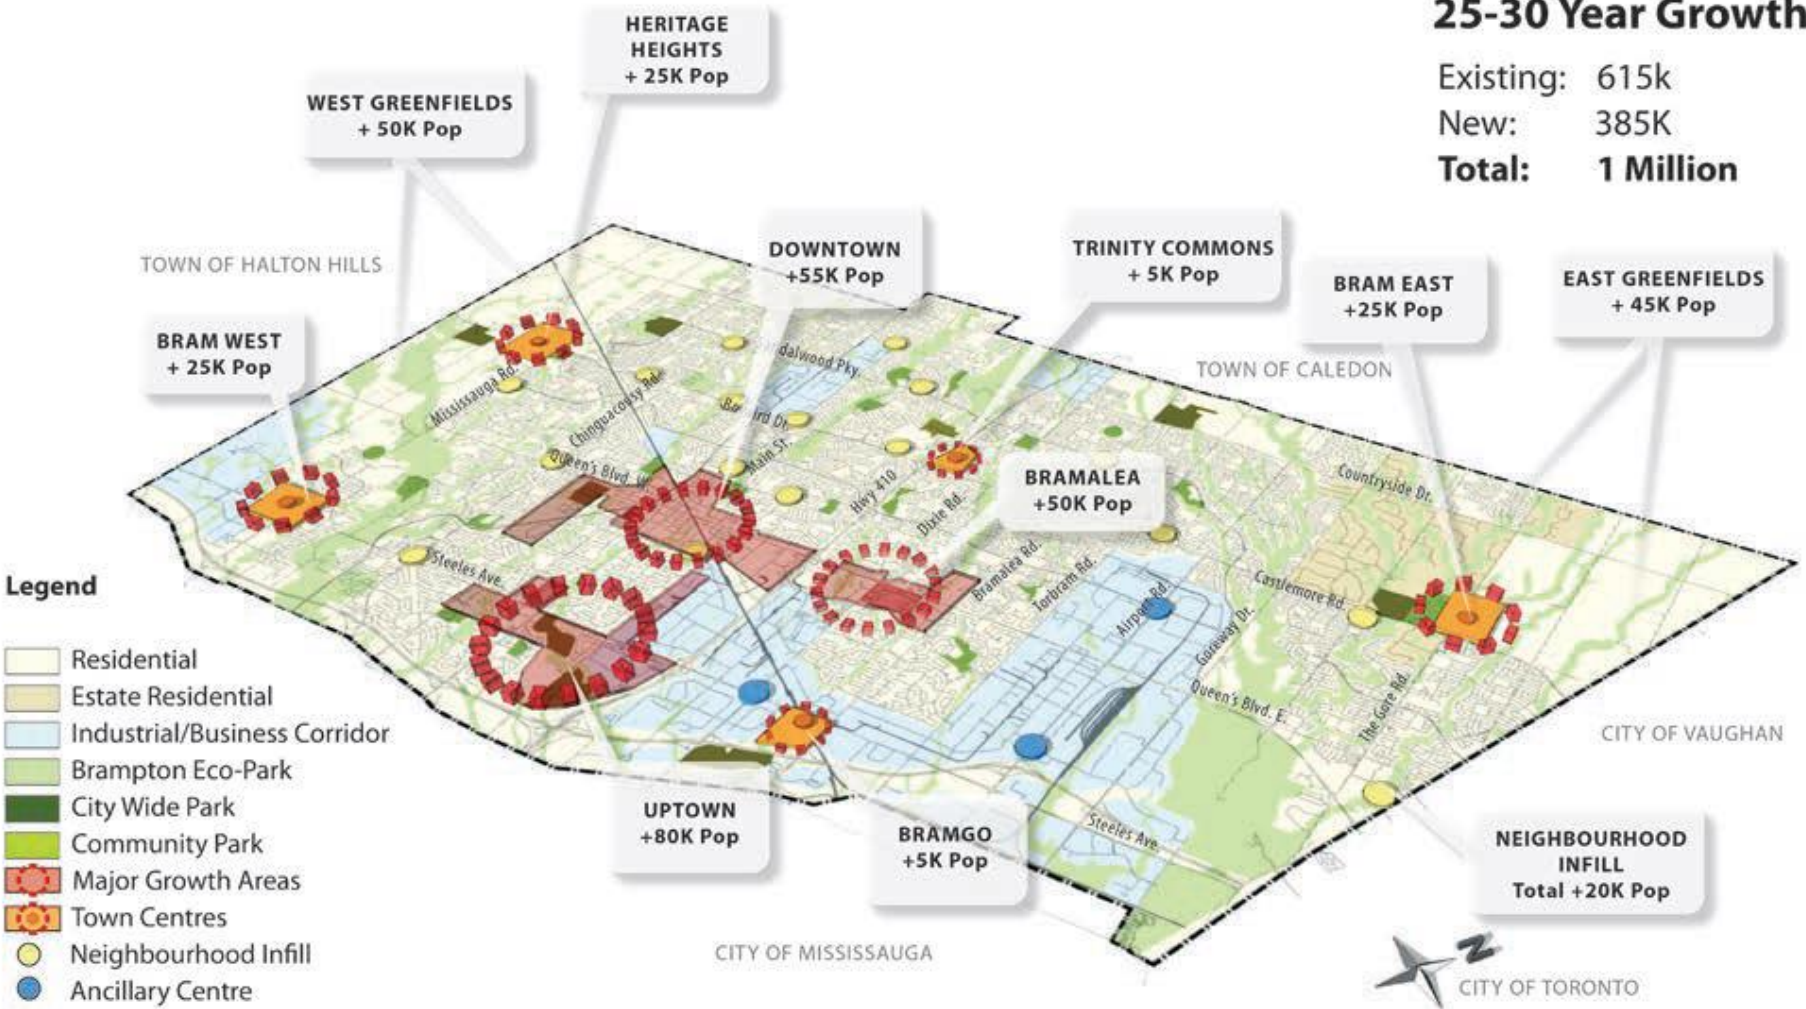 25-30 Year Growth
Existing: 615k
New: 385K
Total: 1 Million
HERITAGE
HEIGHTS
+ 25K Pop
WEST GREENFIELDS
+ 50K Pop
DOWNTOWN
+55K Pop
TRINITY COMMONS
+ 5K Pop
BRAM EAST
+25K Pop
EAST GREENFIELDS
+ 45K Pop
TOWN OF HALTON HILLS
BRAM WEST
+ 25K Pop
TOWN OF CALEDON
dalwood Pky.
Mississauga Rd.
Chinguacousy Rd.
Main St.
Queen's Blvd. W.
Hwy 410
Dixie Rd.
BRAMALEA
+50K Pop
Countryside Dr.
Steeles Ave.
Bramalea Rd.
Torbram Rd.
Airport Rd.
Goreway Dr.
Castlemore Rd.
Queen's Blvd. E.
The Gore Rd.
CITY OF VAUGHAN
Legend
Residential
Estate Residential
Industrial/Business Corridor
Brampton Eco-Park
City Wide Park
Community Park
Major Growth Areas
Town Centres
Neighbourhood Infill
Ancillary Centre
UPTOWN
+80K Pop
BRAMGO
+5K Pop
Steeles Ave.
NEIGHBOURHOOD
INFILL
Total +20K Pop
CITY OF MISSISSAUGA
N
CITY OF TORONTO